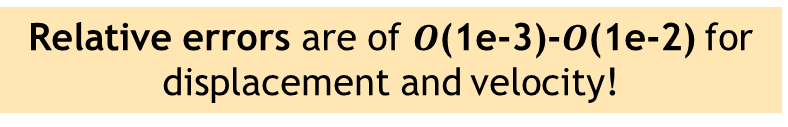 Relative errors are of O(1e-3)-O(1e-2) for
displacement and velocity!